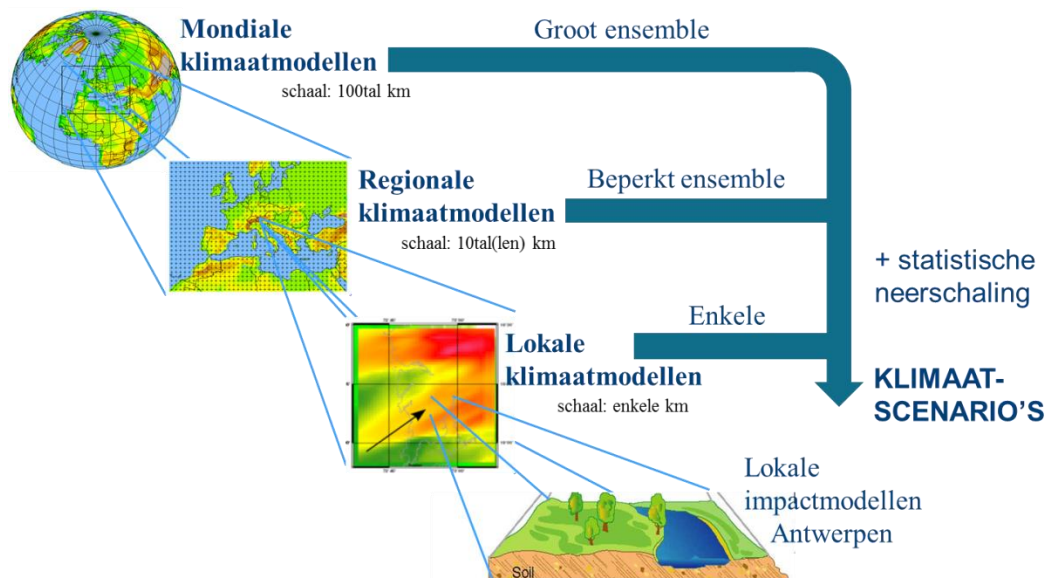 Mondiale
klimaatmodellen
schaal: 100tal km
Groot ensemble
Regionale
klimaatmodellen
schaal: 10tal(len) km
Beperkt ensemble
+ statistische
neerschaling
Enkele
Lokale
klimaatmodellen
schaal: enkele km
KLIMAAT-
SCENARIO'S
Lokale
impactmodellen
Antwerpen
Soil